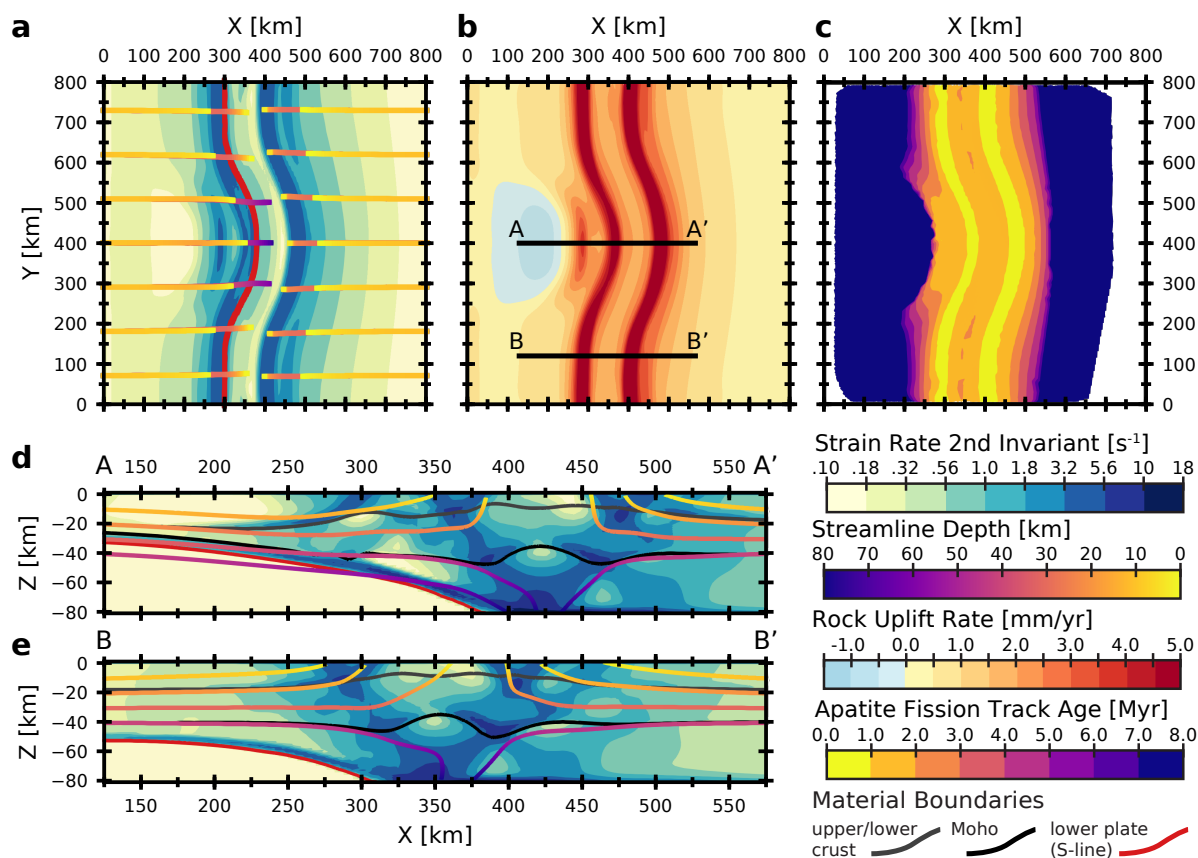 X [km]
X [km]
X [km]
a
b
c
0 100 200 300 400 500 600 700 800
0 100 200 300 400 500 600 700 800
0 100 200 300 400 500 600 700 800
800
700
600
500
400
300
200
100
0
Y [km]
A
A’
B
B’
800
700
600
500
400
300
200
100
0
d
A
150 225 300 375 400 450 500 550
A’
0
−20
−40
−60
−80
Z [km]
e
B
B’
0
−20
−40
−60
−80
Z [km]
150 225 250 300 350 400 450 500 550
X [km]
Strain Rate 2nd Invariant [s⁻¹]
.10 .18 .32 .56 1.0 1.8 3.2 5.6 10 18
Streamline Depth [km]
80 70 60 50 40 30 20 10 0
Rock Uplift Rate [mm/yr]
-1.0 0.0 1.0 2.0 3.0 4.0 5.0
Apatite Fission Track Age [Myr]
0.0 1.0 2.0 3.0 4.0 5.0 6.0 7.0 8.0
Material Boundaries
upper/lower
crust
Moho
lower plate
(S-line)